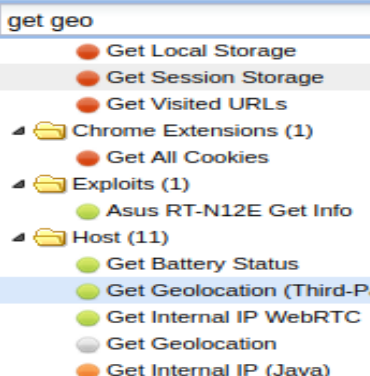 get geo
Get Local Storage
Get Session Storage
Get Visited URLs
Chrome Extensions (1)
Get All Cookies
Exploits (1)
Asus RT-N12E Get Info
Host (11)
Get Battery Status
Get Geolocation (Third-Pa
Get Internal IP WebRTC
Get Geolocation
Get Internal IP (Java)